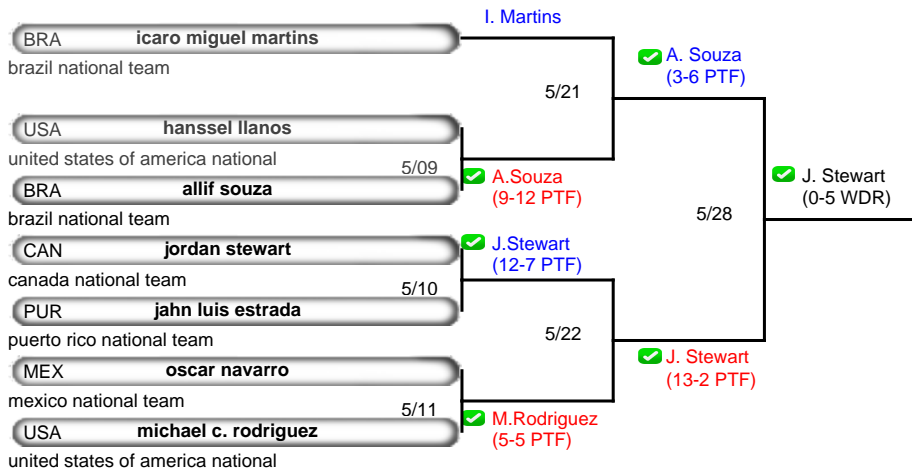 I. Martins
BRA icaro miguel martins
brazil national team
A. Souza
(3-6 PTF)
5/21
USA hanssel llanos
united states of america national
5/09
BRA allif souza
brazil national team
A.Souza
(9-12 PTF)
J. Stewart
(0-5 WDR)
5/28
CAN jordan stewart
canada national team
J.Stewart
(12-7 PTF)
5/10
PUR jahn luis estrada
puerto rico national team
5/22
MEX oscar navarro
mexico national team
J. Stewart
(13-2 PTF)
5/11
USA michael c. rodriguez
united states of america national
M.Rodriguez
(5-5 PTF)